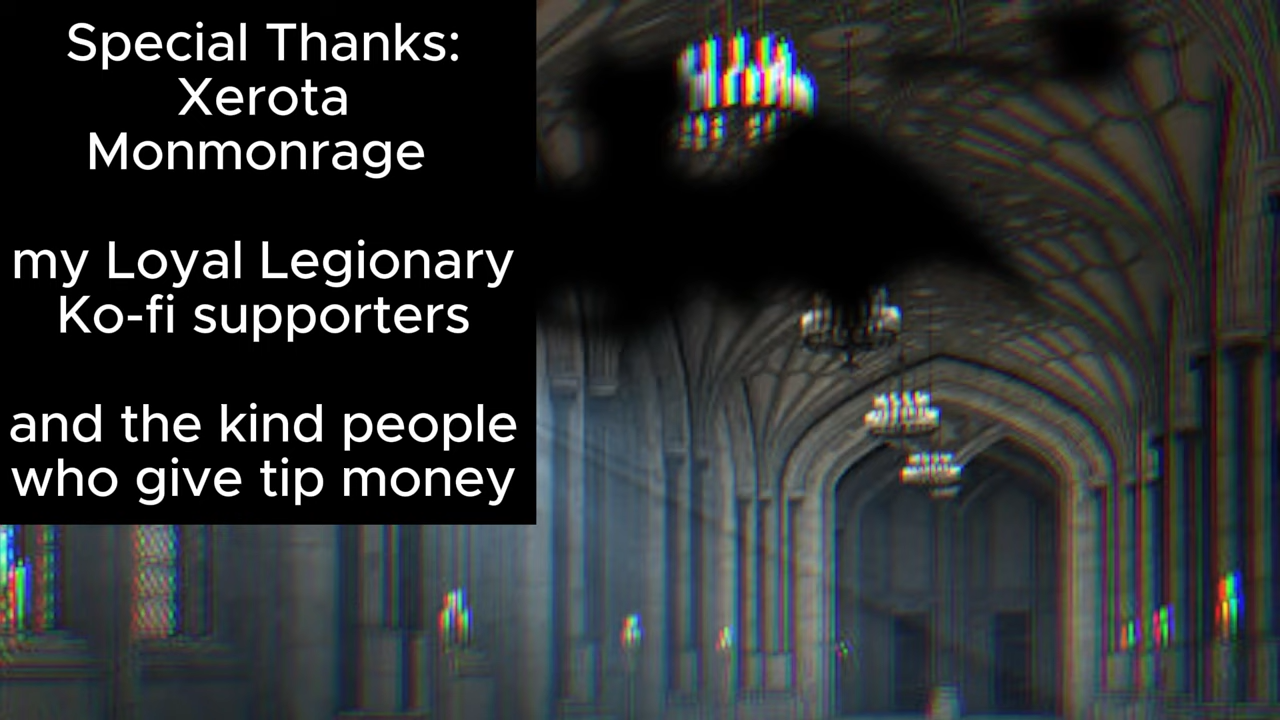 Special Thanks:
Xerota
Monmonrage
my Loyal Legionary
Ko-fi supporters
and the kind people
who give tip money